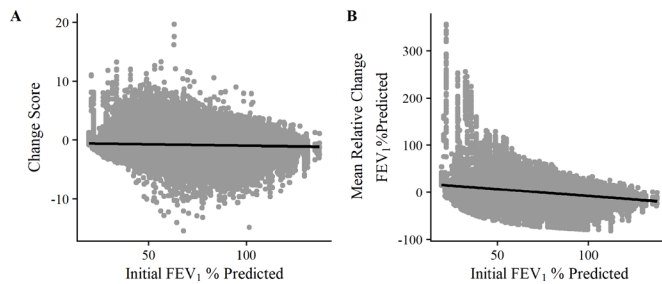 A
20
10
0
-10
Change Score
50
100
Initial FEV₁ % Predicted
B
300
200
100
0
-100
Mean Relative Change
FEV₁%Predicted
50
100
Initial FEV₁ % Predicted